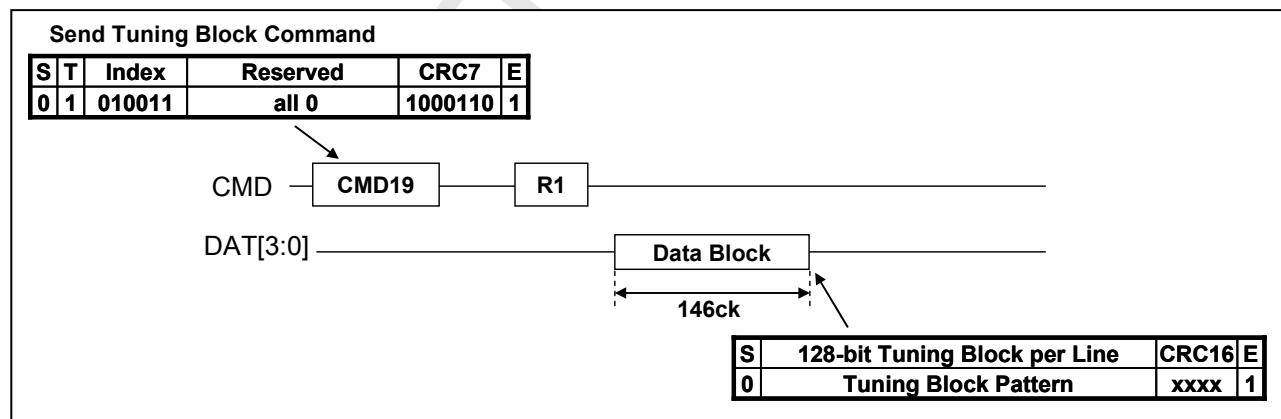 Send Tuning Block Command
S T Index Reserved CRC7 E
0 1 010011 all 0 1000110 1
CMD CMD19 R1
DAT[3:0] Data Block
146ck
S 128-bit Tuning Block per Line CRC16 E
0 Tuning Block Pattern xxxx 1